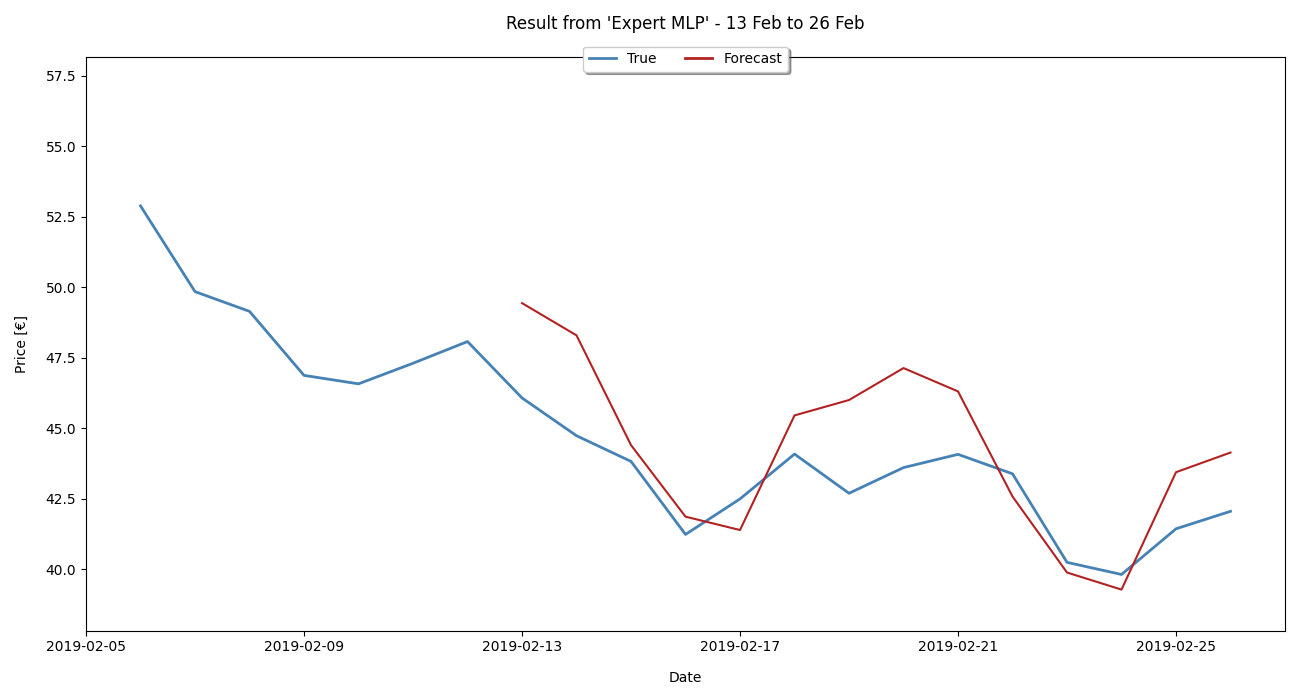 Result from 'Expert MLP' - 13 Feb to 26 Feb
True Forecast
57.5
55.0
52.5
50.0
47.5
45.0
42.5
40.0
Price [€]
2019-02-05 2019-02-09 2019-02-13 2019-02-17 2019-02-21 2019-02-25
Date